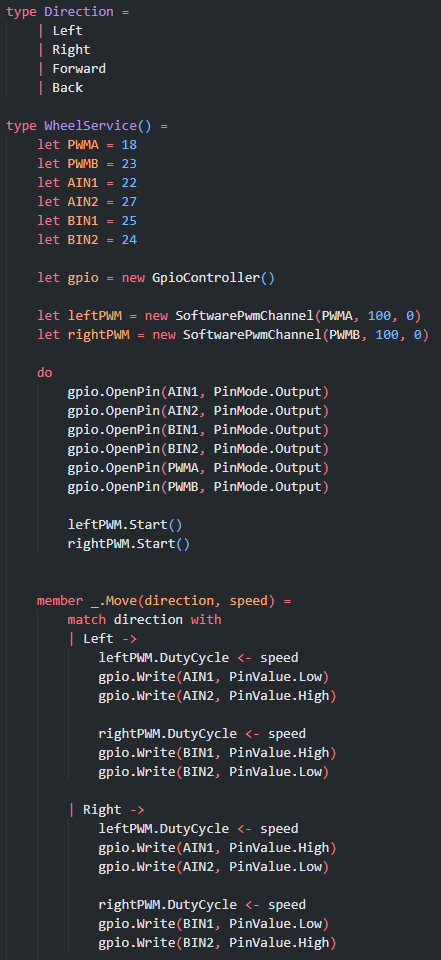 type Direction =
    | Left
    | Right
    | Forward
    | Back

type WheelService() =
    let PWMA = 18
    let PWMB = 23
    let AIN1 = 22
    let AIN2 = 27
    let BIN1 = 25
    let BIN2 = 24

    let gpio = new GpioController()

    let leftPWM = new SoftwarePwmChannel(PWMA, 100, 0)
    let rightPWM = new SoftwarePwmChannel(PWMB, 100, 0)

    do
        gpio.OpenPin(AIN1, PinMode.Output)
        gpio.OpenPin(AIN2, PinMode.Output)
        gpio.OpenPin(BIN1, PinMode.Output)
        gpio.OpenPin(BIN2, PinMode.Output)
        gpio.OpenPin(PWMA, PinMode.Output)
        gpio.OpenPin(PWMB, PinMode.Output)

        leftPWM.Start()
        rightPWM.Start()


    member _.Move(direction, speed) =
        match direction with
        | Left ->
            leftPWM.DutyCycle <- speed
            gpio.Write(AIN1, PinValue.Low)
            gpio.Write(AIN2, PinValue.High)

            rightPWM.DutyCycle <- speed
            gpio.Write(BIN1, PinValue.High)
            gpio.Write(BIN2, PinValue.Low)

        | Right ->
            leftPWM.DutyCycle <- speed
            gpio.Write(AIN1, PinValue.High)
            gpio.Write(AIN2, PinValue.Low)

            rightPWM.DutyCycle <- speed
            gpio.Write(BIN1, PinValue.Low)
            gpio.Write(BIN2, PinValue.High)